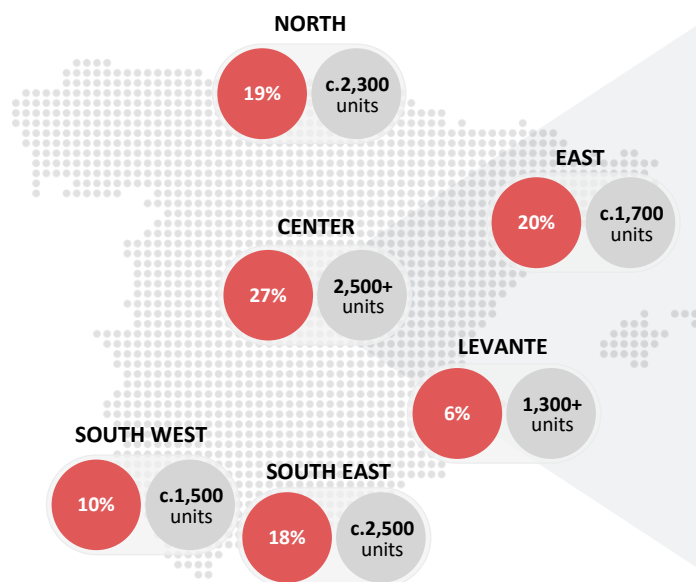 NORTH
19%
c.2,300
units
EAST
20%
c.1,700
units
CENTER
27%
2,500+
units
LEVANTE
6%
1,300+
units
SOUTH WEST
10%
c.1,500
units
SOUTH EAST
18%
c.2,500
units